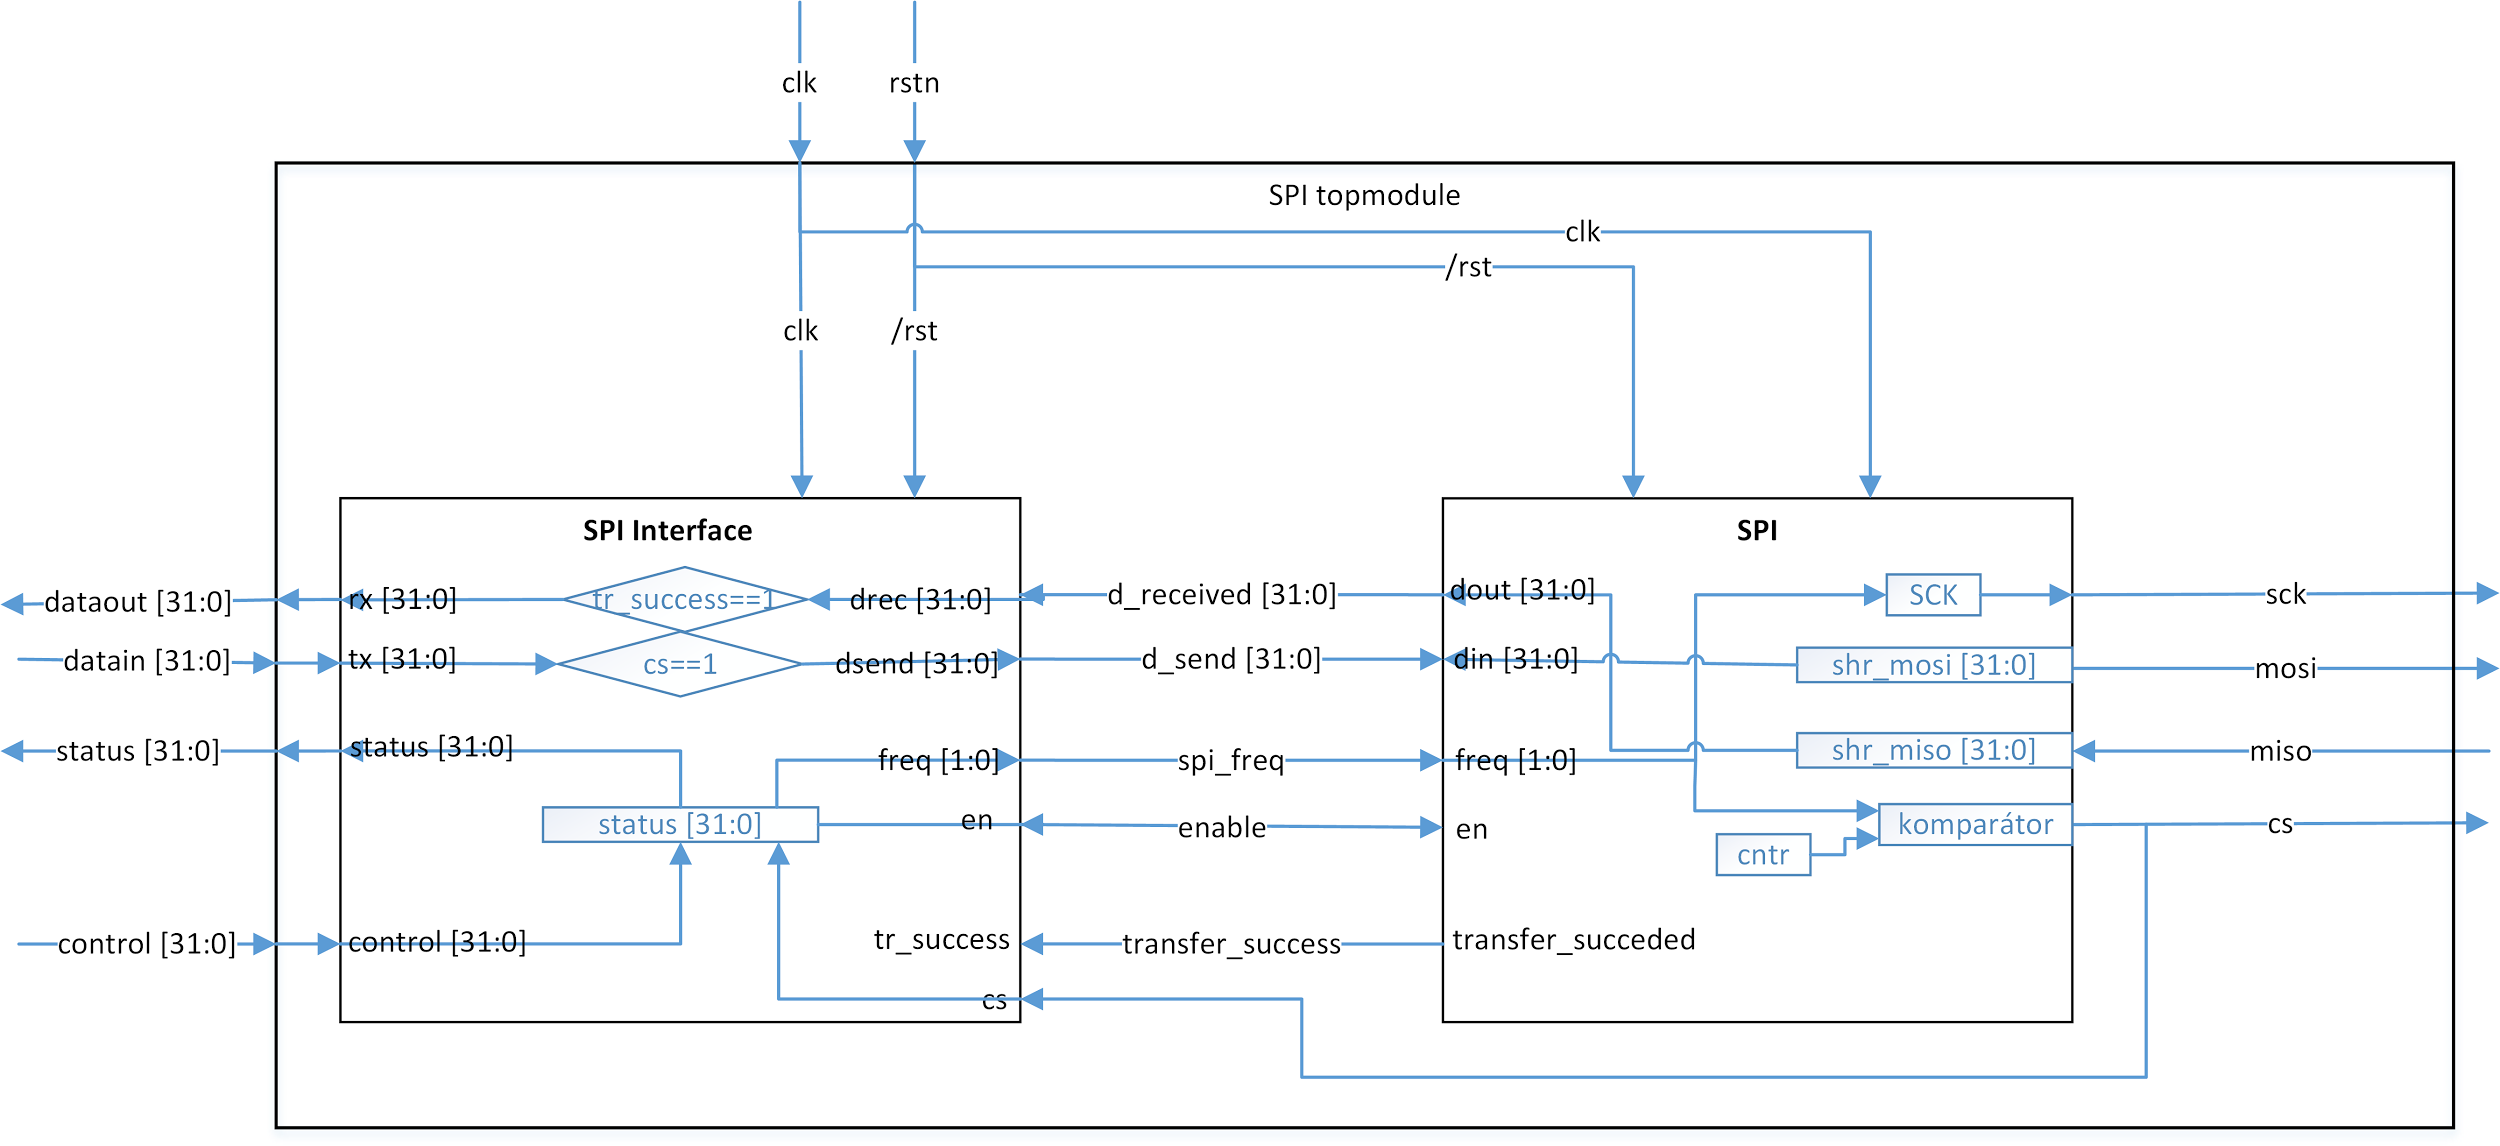 clk
rstn
SPI topmodule
clk
/rst
clk
/rst
SPI Interface
SPI
dataout [31:0]
rx [31:0]
tr_success==1
drec [31:0]
d_received [31:0]
dout [31:0]
SCK
sck
datain [31:0]
tx [31:0]
cs==1
dsend [31:0]
d_send [31:0]
din [31:0]
shr_mosi [31:0]
mosi
status [31:0]
status [31:0]
freq [1:0]
spi_freq
freq [1:0]
shr_miso [31:0]
miso
status [31:0]
en
enable
en
komparátor
cs
cntr
control [31:0]
control [31:0]
tr_success
transfer_success
transfer_succeded
cs